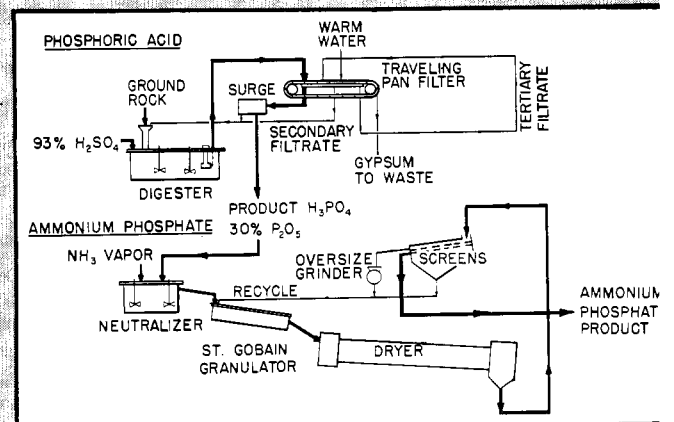 PHOSPHORIC ACID
WARM
WATER
TRAVELING
PAN FILTER
TERTIARY
FILTRATE
GROUND
ROCK
SURGE
93% H₂SO₄
SECONDARY
FILTRATE
GYPSUM
TO WASTE
DIGESTER
PRODUCT H₃PO₄
30% P₂O₅
AMMONIUM PHOSPHATE
NH₃ VAPOR
OVERSIZE
GRINDER
SCREENS
RECYCLE
NEUTRALIZER
AMMONIUM
PHOSPHAT
PRODUCT
ST. GOBAIN
GRANULATOR
DRYER